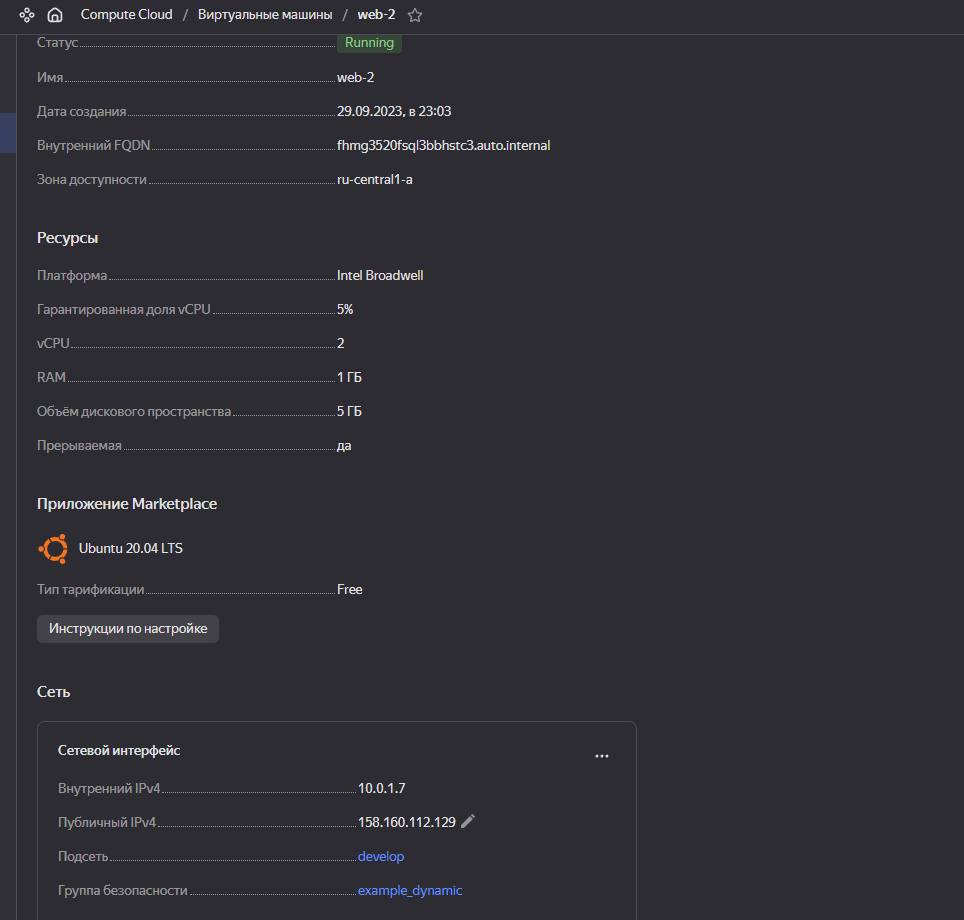 Compute Cloud / Виртуальные машины / web-2
Статус Running
Имя web-2
Дата создания 29.09.2023, в 23:03
Внутренний FQDN fhmg3520fsql3bbhstc3.auto.internal
Зона доступности ru-central1-a
Ресурсы
Платформа Intel Broadwell
Гарантированная доля vCPU 5%
vCPU 2
RAM 1 ГБ
Объём дискового пространства 5 ГБ
Прерываемая да
Приложение Marketplace
Ubuntu 20.04 LTS
Тип тарификации Free
Инструкции по настройке
Сеть
Сетевой интерфейс
Внутренний IPv4 10.0.1.7
Публичный IPv4 158.160.112.129
Подсеть develop
Группа безопасности example_dynamic